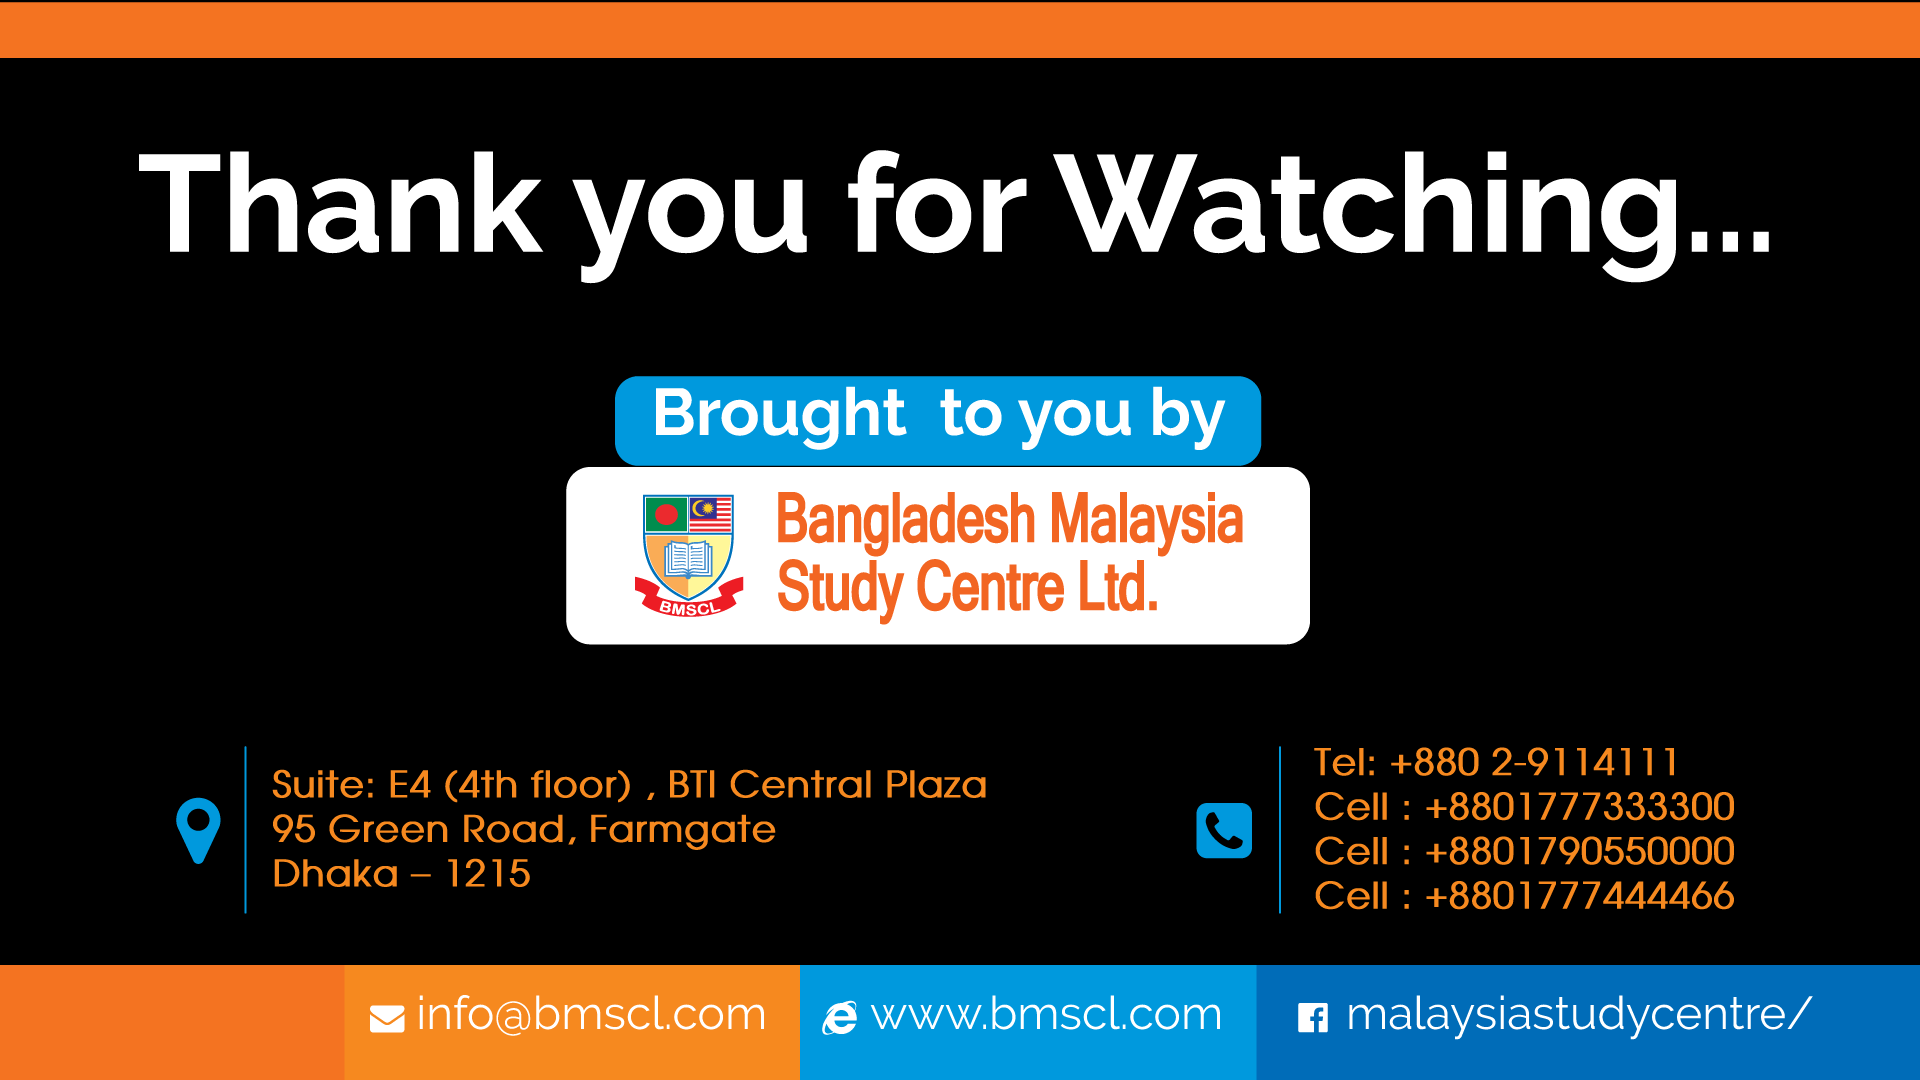 Thank you for Watching...
Brought to you by
Bangladesh Malaysia
Study Centre Ltd.
BMSCL
Suite: E4 (4th floor) , BTI Central Plaza
95 Green Road, Farmgate
Dhaka – 1215
Tel: +880 2-9114111
Cell : +8801777333300
Cell : +8801790550000
Cell : +8801777444466
info@bmscl.com
www.bmscl.com
malaysiastudycentre/